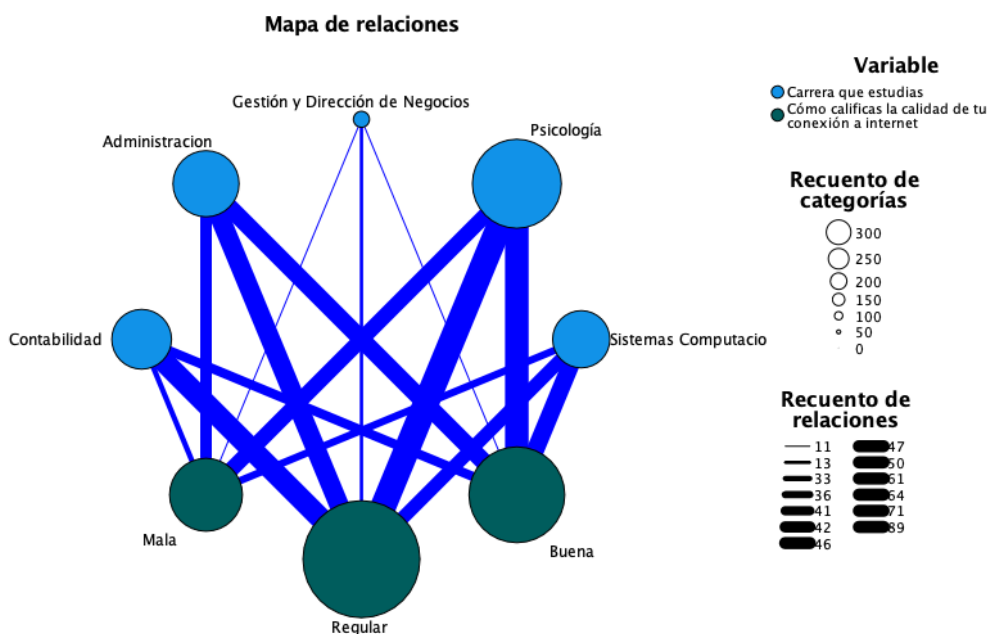 Mapa de relaciones
Gestión y Dirección de Negocios
Psicología
Administracion
Contabilidad
Sistemas Computacio
Mala
Buena
Regular
Variable
Carrera que estudias
Cómo calificas la calidad de tu
conexión a internet
Recuento de
categorías
300
250
200
150
100
50
0
Recuento de
relaciones
11
13
33
36
41
42
46
47
50
61
64
71
89